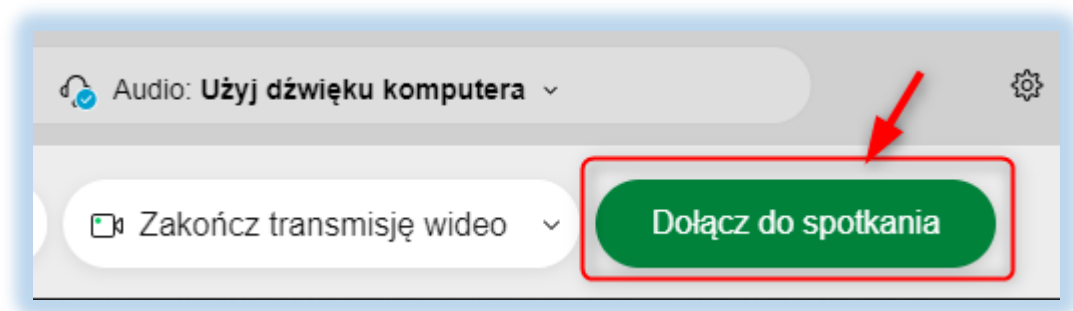 Audio: Użyj dźwięku komputera
Zakończ transmisję wideo
Dołącz do spotkania